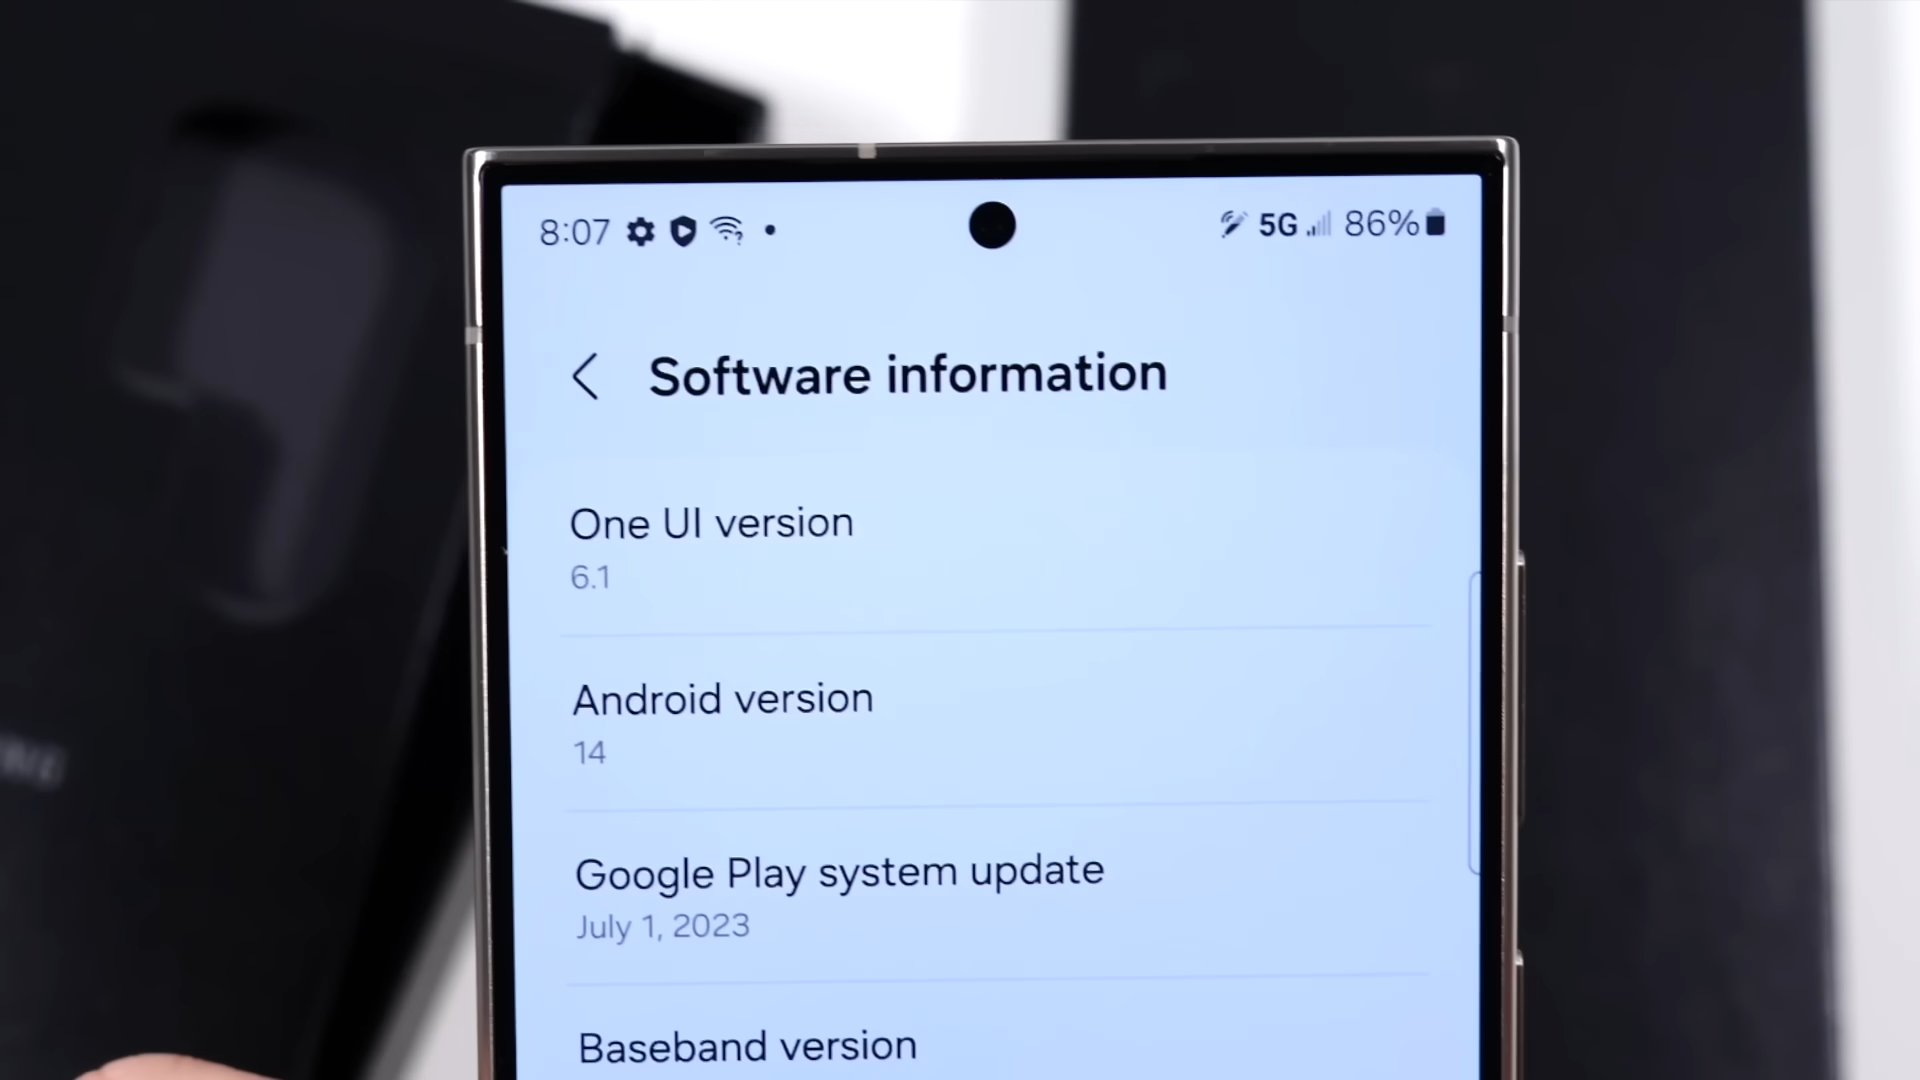 8:07 5G 86%
Software information
One UI version
6.1
Android version
14
Google Play system update
July 1, 2023
Baseband version